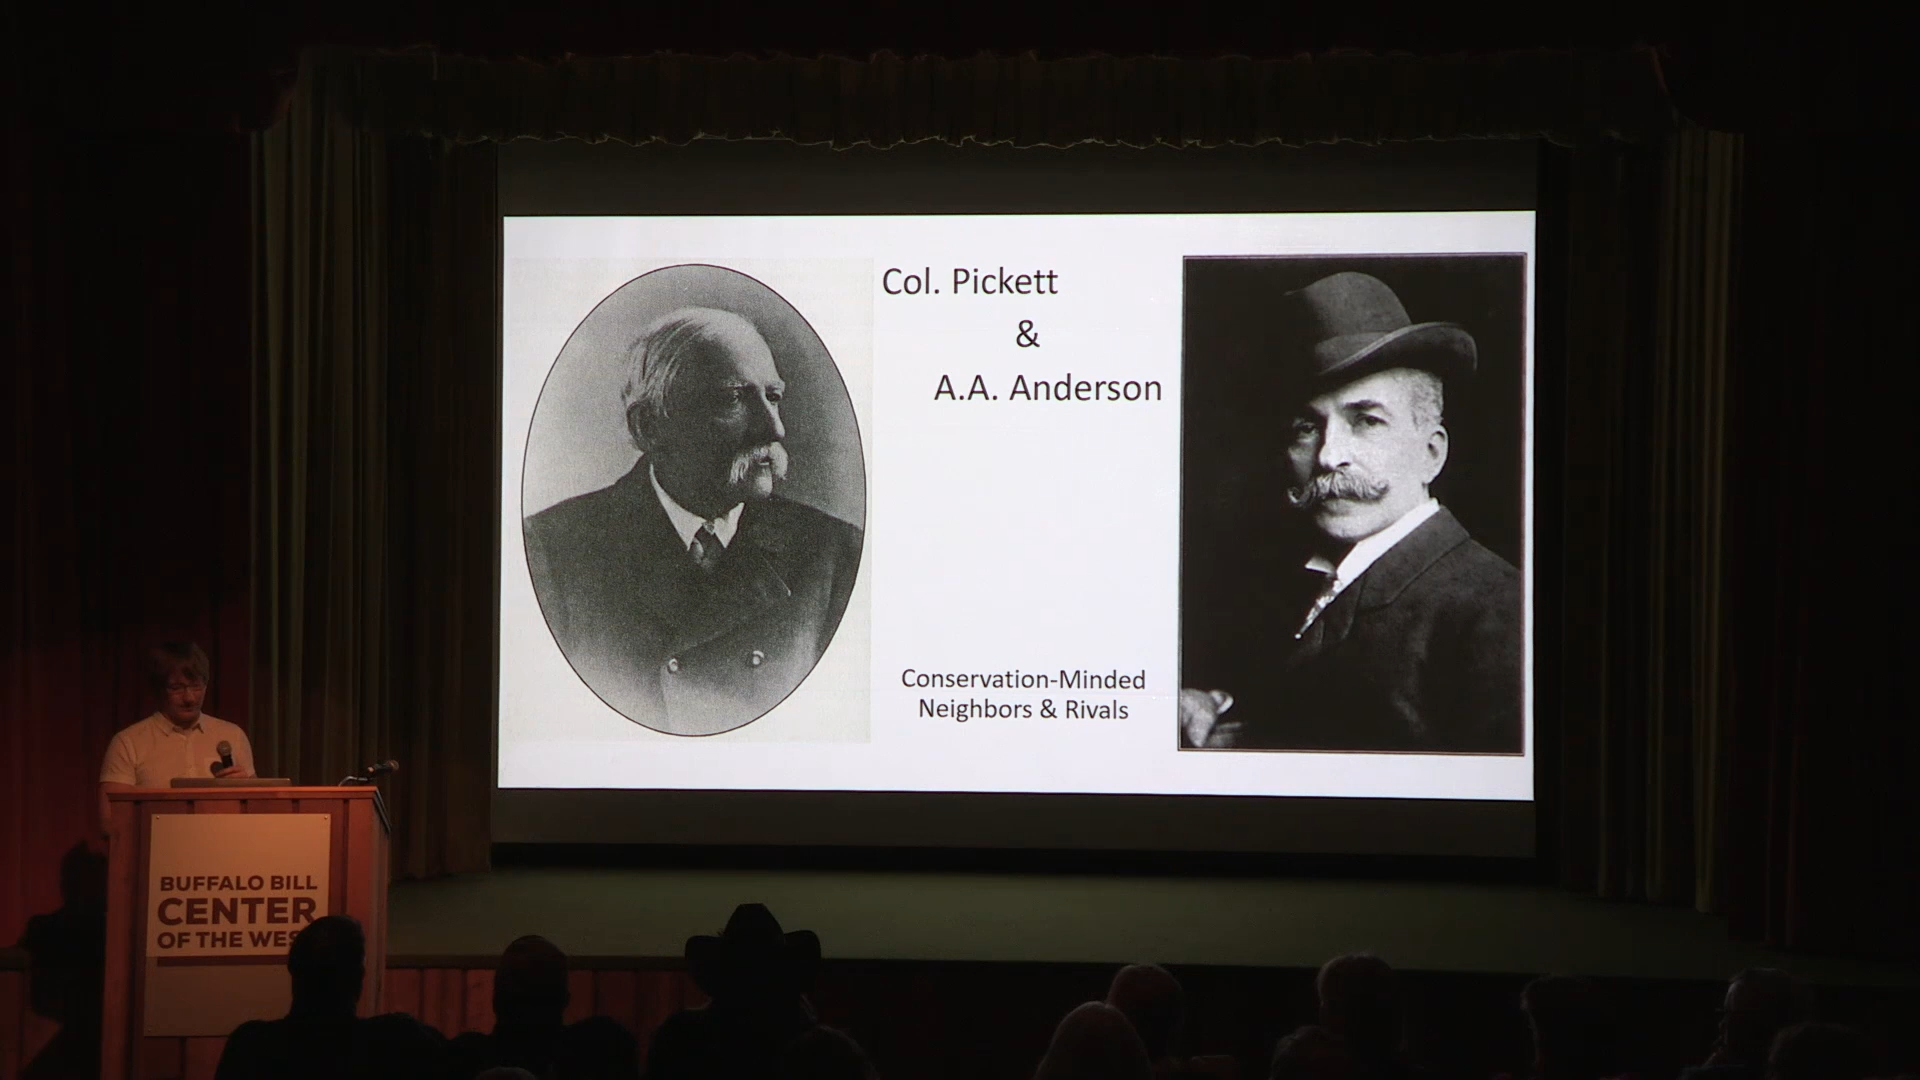 Col. Pickett
&
A.A. Anderson
Conservation-Minded
Neighbors & Rivals
BUFFALO BILL
CENTER
OF THE WES